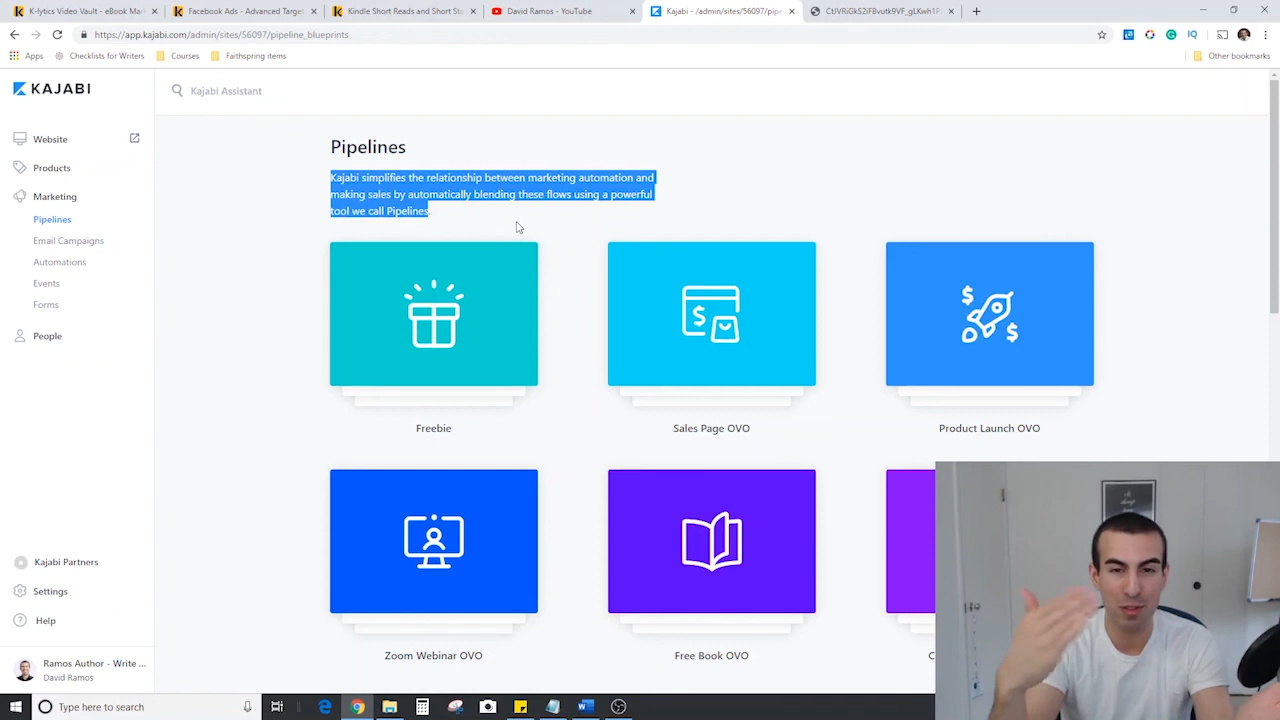 K-lytics Video Vault - eBook Mark
Facebook Ads - Advanced Target
Kindle Short Reads and Short Sto
David Ramos - YouTube
Kajabi - /admin/sites/56097/pipe
CtJVRiGkS2iFBvutk9VF_gLKwh1P
https://app.kajabi.com/admin/sites/56097/pipeline_blueprints
Apps
Checklists for Writers
Courses
Faithspring items
Other bookmarks
KAJABI
Kajabi Assistant
Website
Products
Marketing
Pipelines
Email Campaigns
Automations
Events
Forms
People
Kajabi Partners
Settings
Help
Ramos Author - Write ...
David Ramos
Pipelines
Kajabi simplifies the relationship between marketing automation and
making sales by automatically blending these flows using a powerful
tool we call Pipelines.
Freebie
Sales Page OVO
Product Launch OVO
Zoom Webinar OVO
Free Book OVO
C
Type here to search